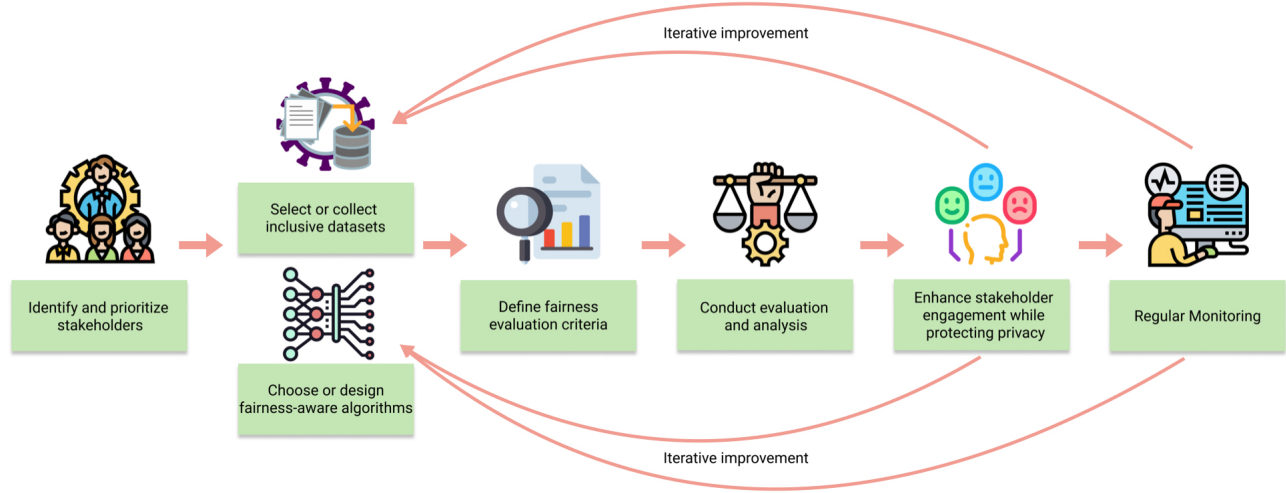 Iterative improvement
Identify and prioritize
stakeholders
Select or collect
inclusive datasets
Choose or design
fairness-aware algorithms
Define fairness
evaluation criteria
Conduct evaluation
and analysis
Enhance stakeholder
engagement while
protecting privacy
Regular Monitoring
Iterative improvement